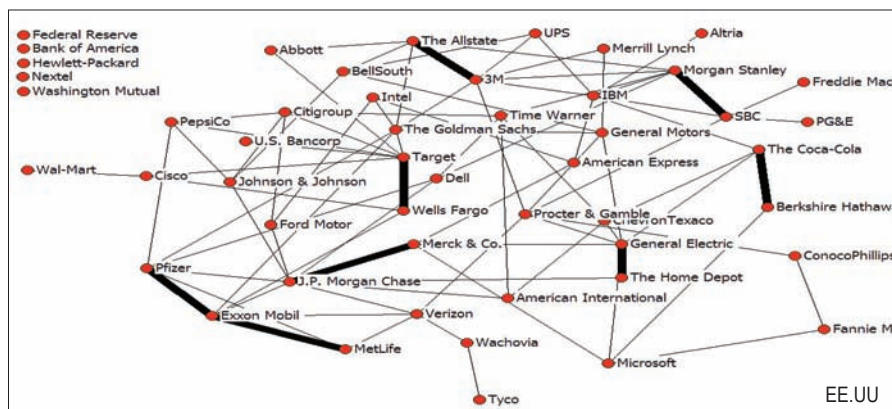 Federal Reserve
Bank of America
Hewlett-Packard
Nextel
Washington Mutual
Abbott
The Allstate
UPS
Merrill Lynch
Altria
BellSouth
3M
Morgan Stanley
Freddie Mac
Intel
IBM
PepsiCo
Citigroup
Time Warner
SBC
PG&E
U.S. Bancorp
The Goldman Sachs
General Motors
Target
American Express
The Coca-Cola
Wal-Mart
Cisco
Johnson & Johnson
Dell
Ford Motor
Wells Fargo
Procter & Gamble
ChevronTexaco
Berkshire Hathaw
Merck & Co.
General Electric
ConocoPhillips
Pfizer
J.P. Morgan Chase
The Home Depot
American International
Exxon Mobil
Verizon
Fannie M
MetLife
Wachovia
Microsoft
Tyco
EE.UU